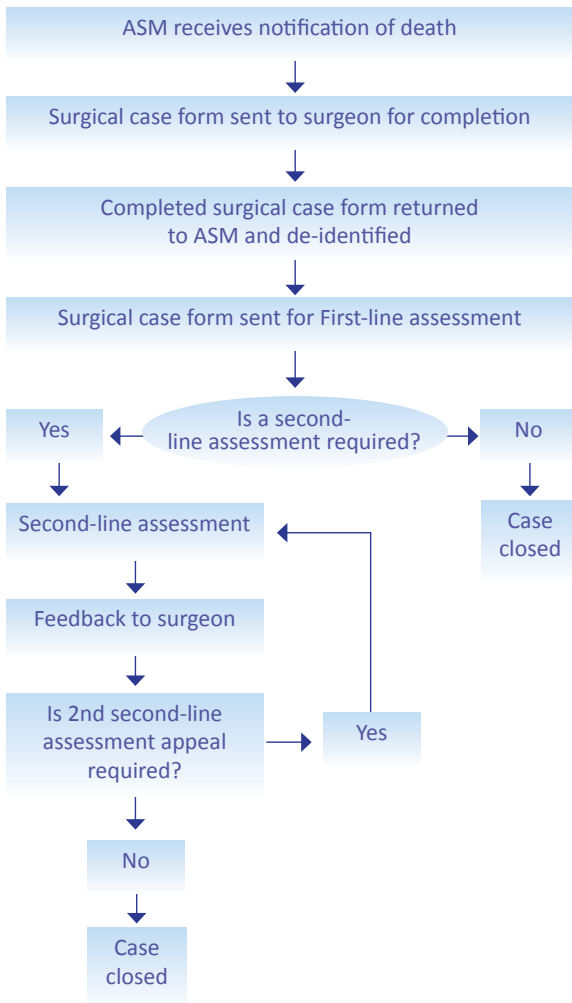 ASM receives notification of death
Surgical case form sent to surgeon for completion
Completed surgical case form returned
to ASM and de-identified
Surgical case form sent for First-line assessment
Is a second-
line assessment required?
Yes
No
Second-line assessment
Case
closed
Feedback to surgeon
Is 2nd second-line
assessment appeal
required?
Yes
No
Case
closed